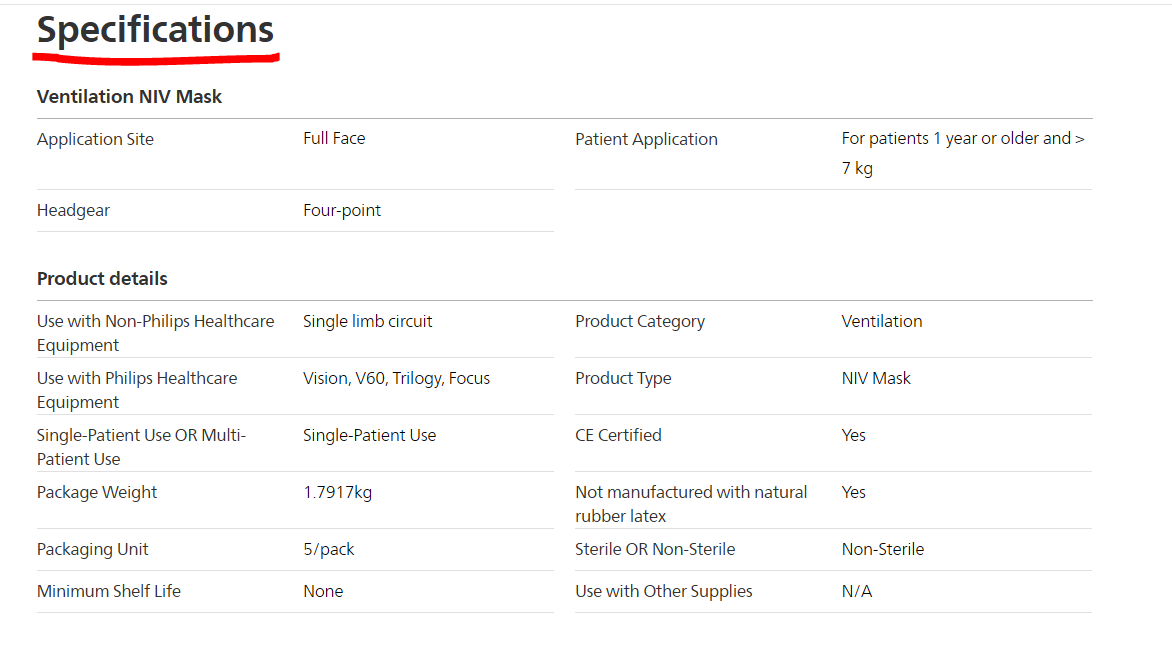 Specifications
Ventilation NIV Mask
Application Site
Full Face
Patient Application
For patients 1 year or older and >
7 kg
Headgear
Four-point
Product details
Use with Non-Philips Healthcare
Equipment
Single limb circuit
Product Category
Ventilation
Use with Philips Healthcare
Equipment
Vision, V60, Trilogy, Focus
Product Type
NIV Mask
Single-Patient Use OR Multi-
Patient Use
Single-Patient Use
CE Certified
Yes
Package Weight
1.7917kg
Not manufactured with natural
rubber latex
Yes
Packaging Unit
5/pack
Sterile OR Non-Sterile
Non-Sterile
Minimum Shelf Life
None
Use with Other Supplies
N/A